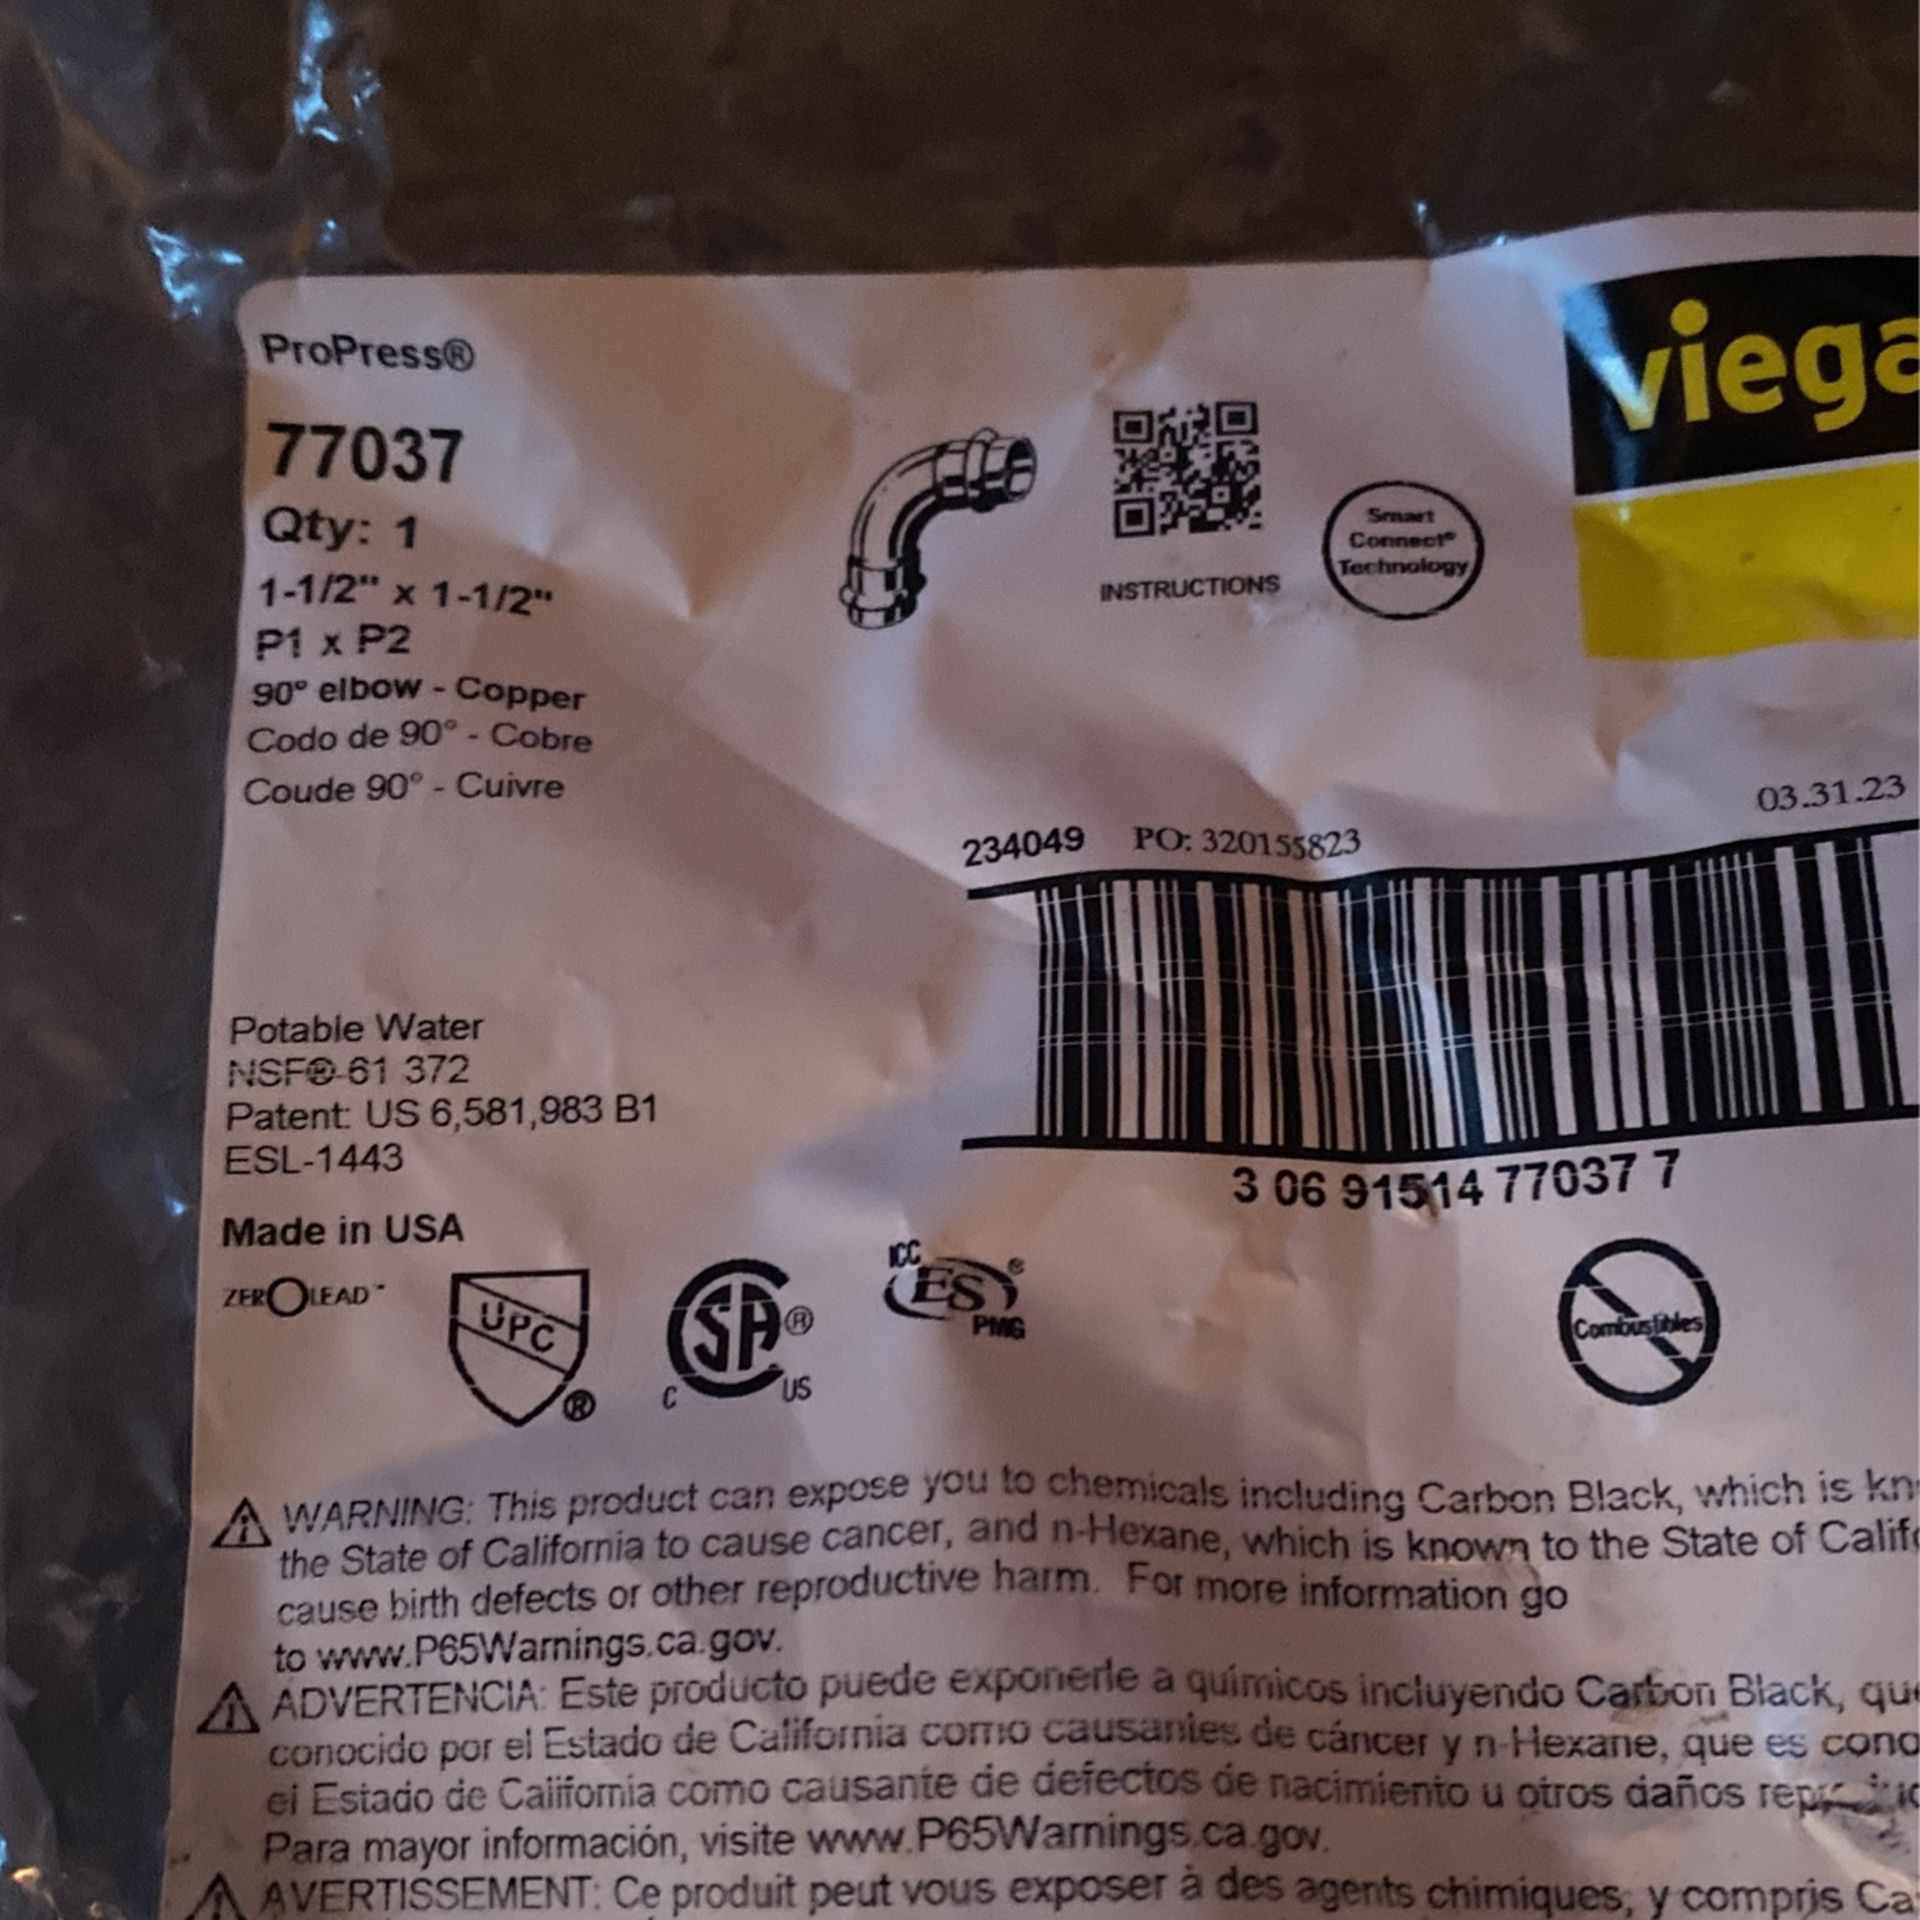 ProPress®
viega
77037
Qty: 1
1-1/2" x 1-1/2"
P1 x P2
90° elbow - Copper
Codo de 90° - Cobre
Coude 90° - Cuivre
INSTRUCTIONS
Smart
Connect®
Technology
03.31.23
234049 PO: 320155823
3 06 91514 77037 7
Potable Water
NSF®-61 372
Patent: US 6,581,983 B1
ESL-1443
Made in USA
ZERO LEAD™
UPC ®
C SA ® US
ICC ES ® PMG
Combustibles
WARNING: This product can expose you to chemicals including Carbon Black, which is kn
the State of California to cause cancer, and n-Hexane, which is known to the State of Calif
cause birth defects or other reproductive harm. For more information go
to www.P65Warnings.ca.gov.
ADVERTENCIA: Este producto puede exponerle a químicos incluyendo Carbon Black, que
conocido por el Estado de California como causantes de cáncer y n-Hexane, que es cono
el Estado de California como causante de defectos de nacimiento u otros daños
Para mayor información, visite www.P65Warnings.ca.gov.
AVERTISSEMENT: Ce produit peut vous exposer à des agents chimiques, y compris Ca